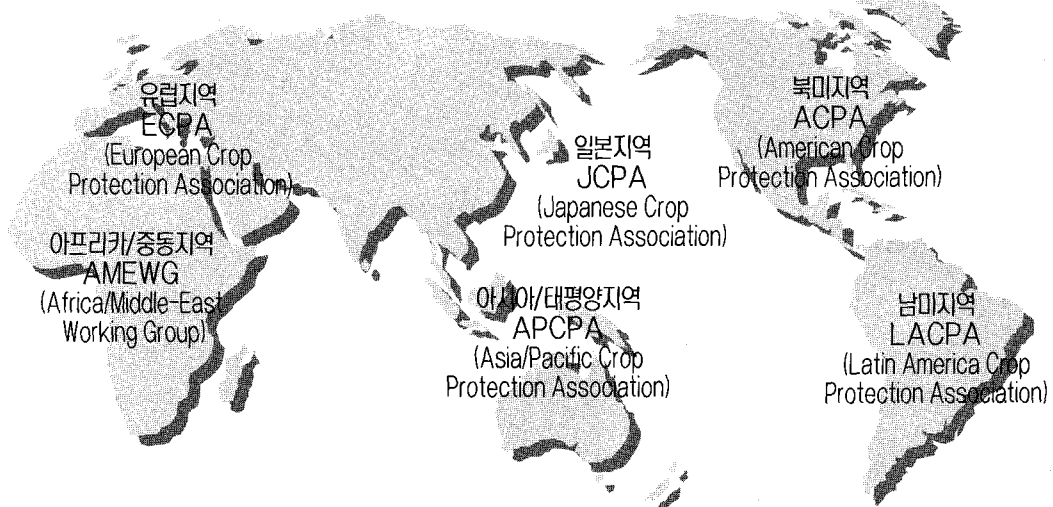 유럽지역
ECPA
(European Crop
Protection Association)
북미지역
ACPA
(American Crop
Protection Association)
일본지역
JCPA
(Japanese Crop
Protection Association)
아프리카/중동지역
AMEWG
(Africa/Middle-East
Working Group)
아시아/태평양지역
APCPA
(Asia/Pacific Crop
Protection Association)
남미지역
LACPA
(Latin America Crop
Protection Association)